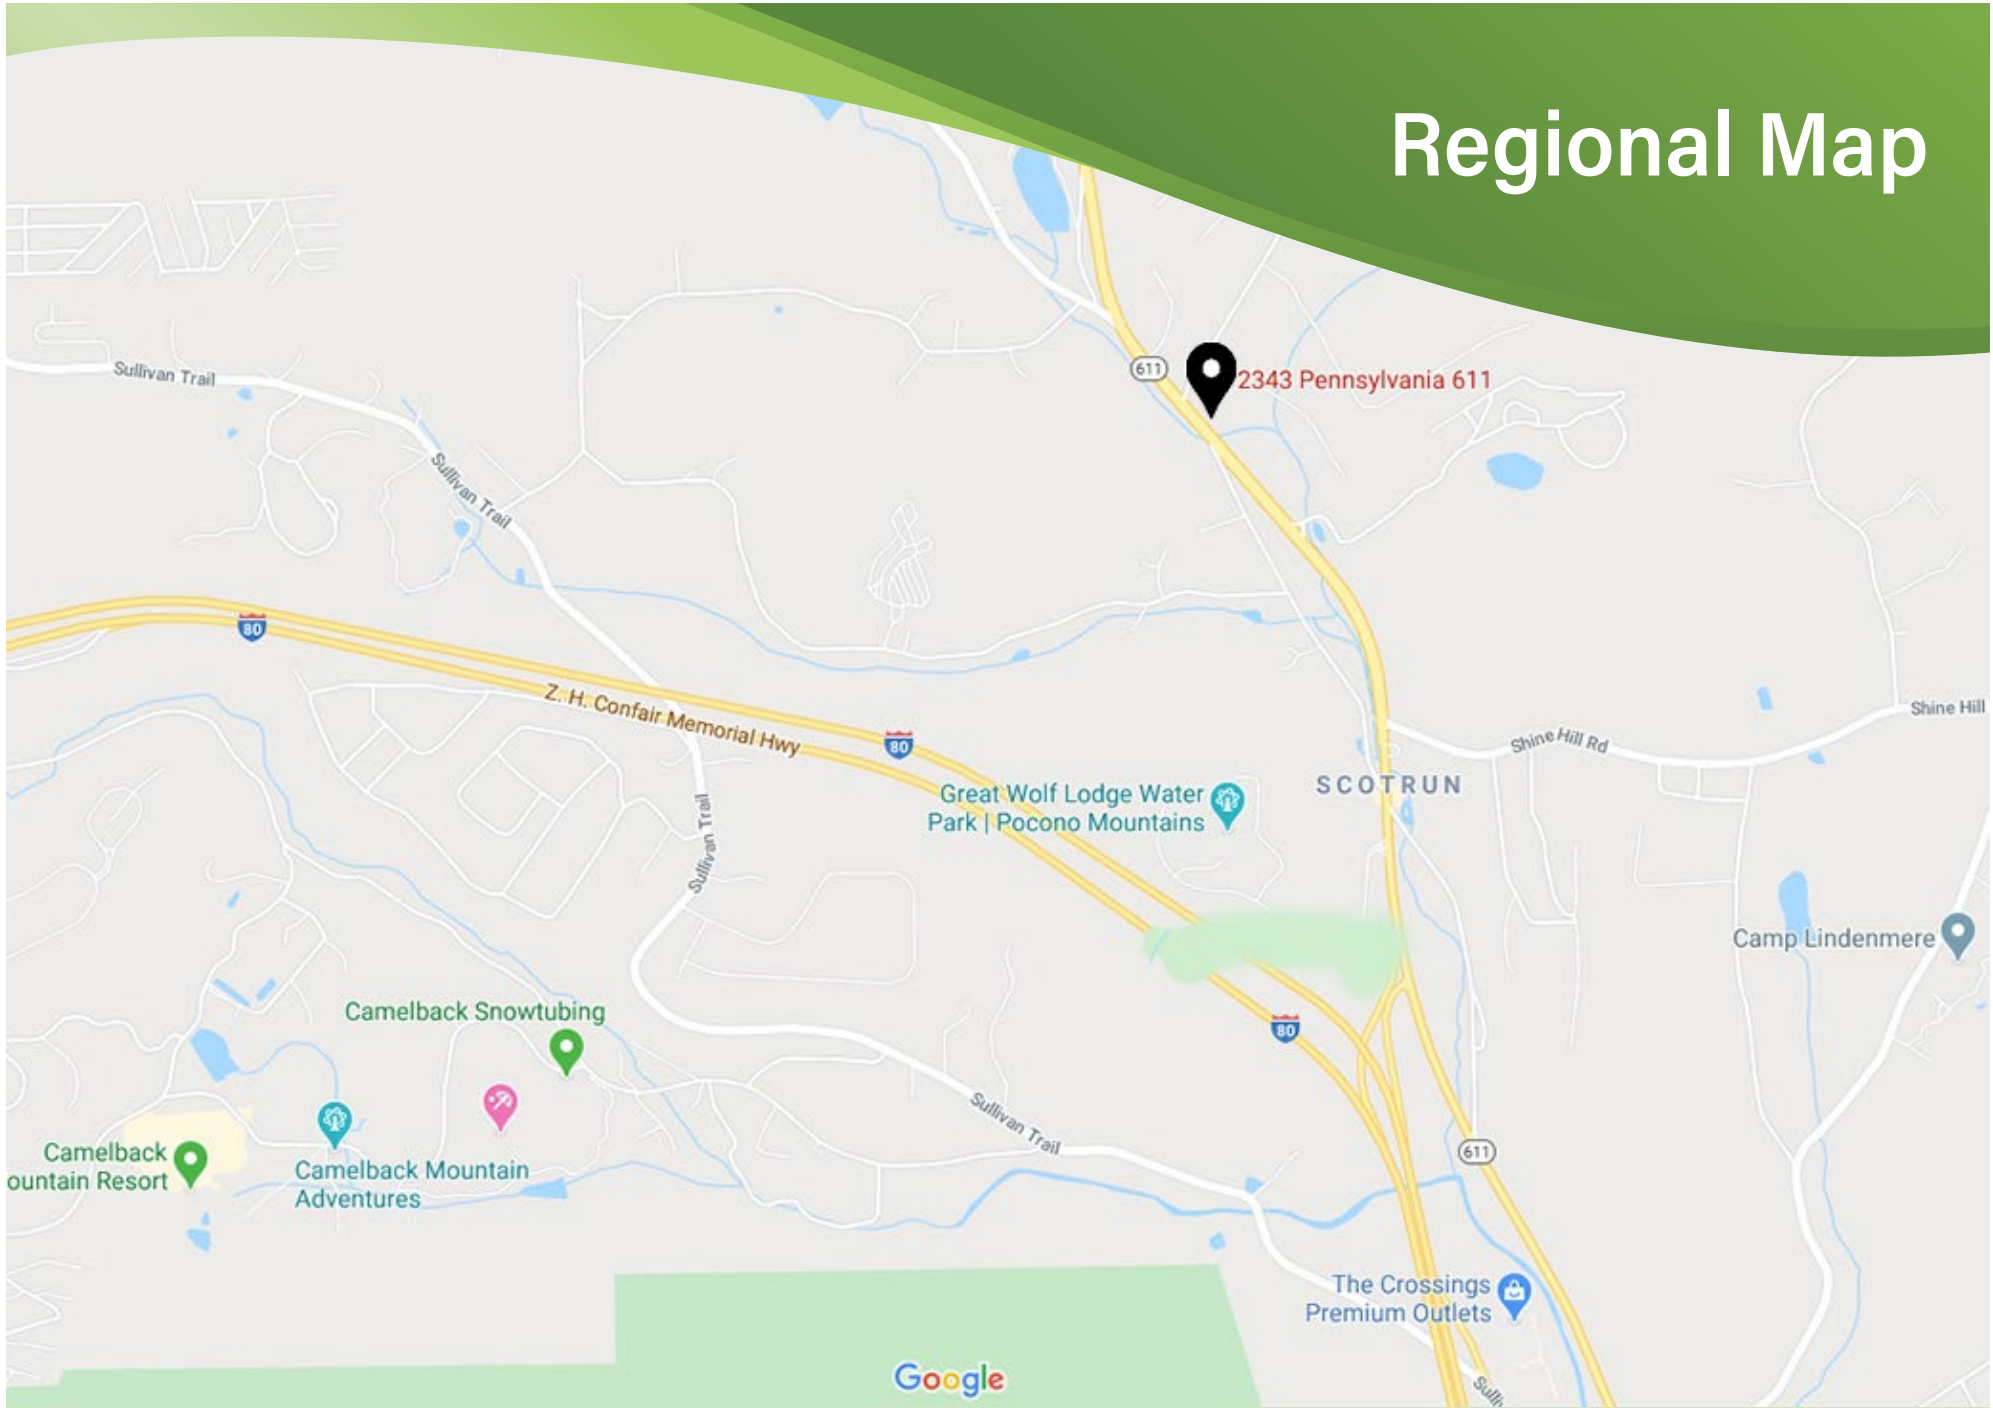 Regional Map
611
2343 Pennsylvania 611
Sullivan Trail
Sullivan Trail
80
Z. H. Confair Memorial Hwy
80
Shine Hill
Shine Hill Rd
SCOTRUN
Great Wolf Lodge Water
Park | Pocono Mountains
Sullivan Trail
Camp Lindenmere
Camelback Snowtubing
80
Sullivan Trail
611
Camelback
ountain Resort
Camelback Mountain
Adventures
The Crossings
Premium Outlets
Google
Sulli